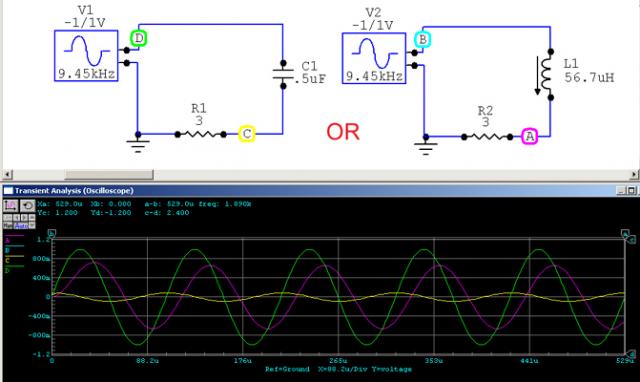 V1
-1/1V
D
9.45kHz
C1
.5uF
R1
3
C
OR
V2
-1/1V
B
9.45kHz
L1
56.7uH
R2
3
A
Transient Analysis (Oscilloscope)
Xa: 529.0u Xb: 0.000 a-b: 529.0u freq: 1.890k
Yc: 1.200 Yd:-1.200 c-d: 2.400
Auto
A
B
C
D
b
a
1.2
800m
400m
0
-400m
-800m
-1.2
c
d
0
88.2u
176u
265u
353u
441u
529u
Ref=Ground X=88.2u/Div Y=voltage